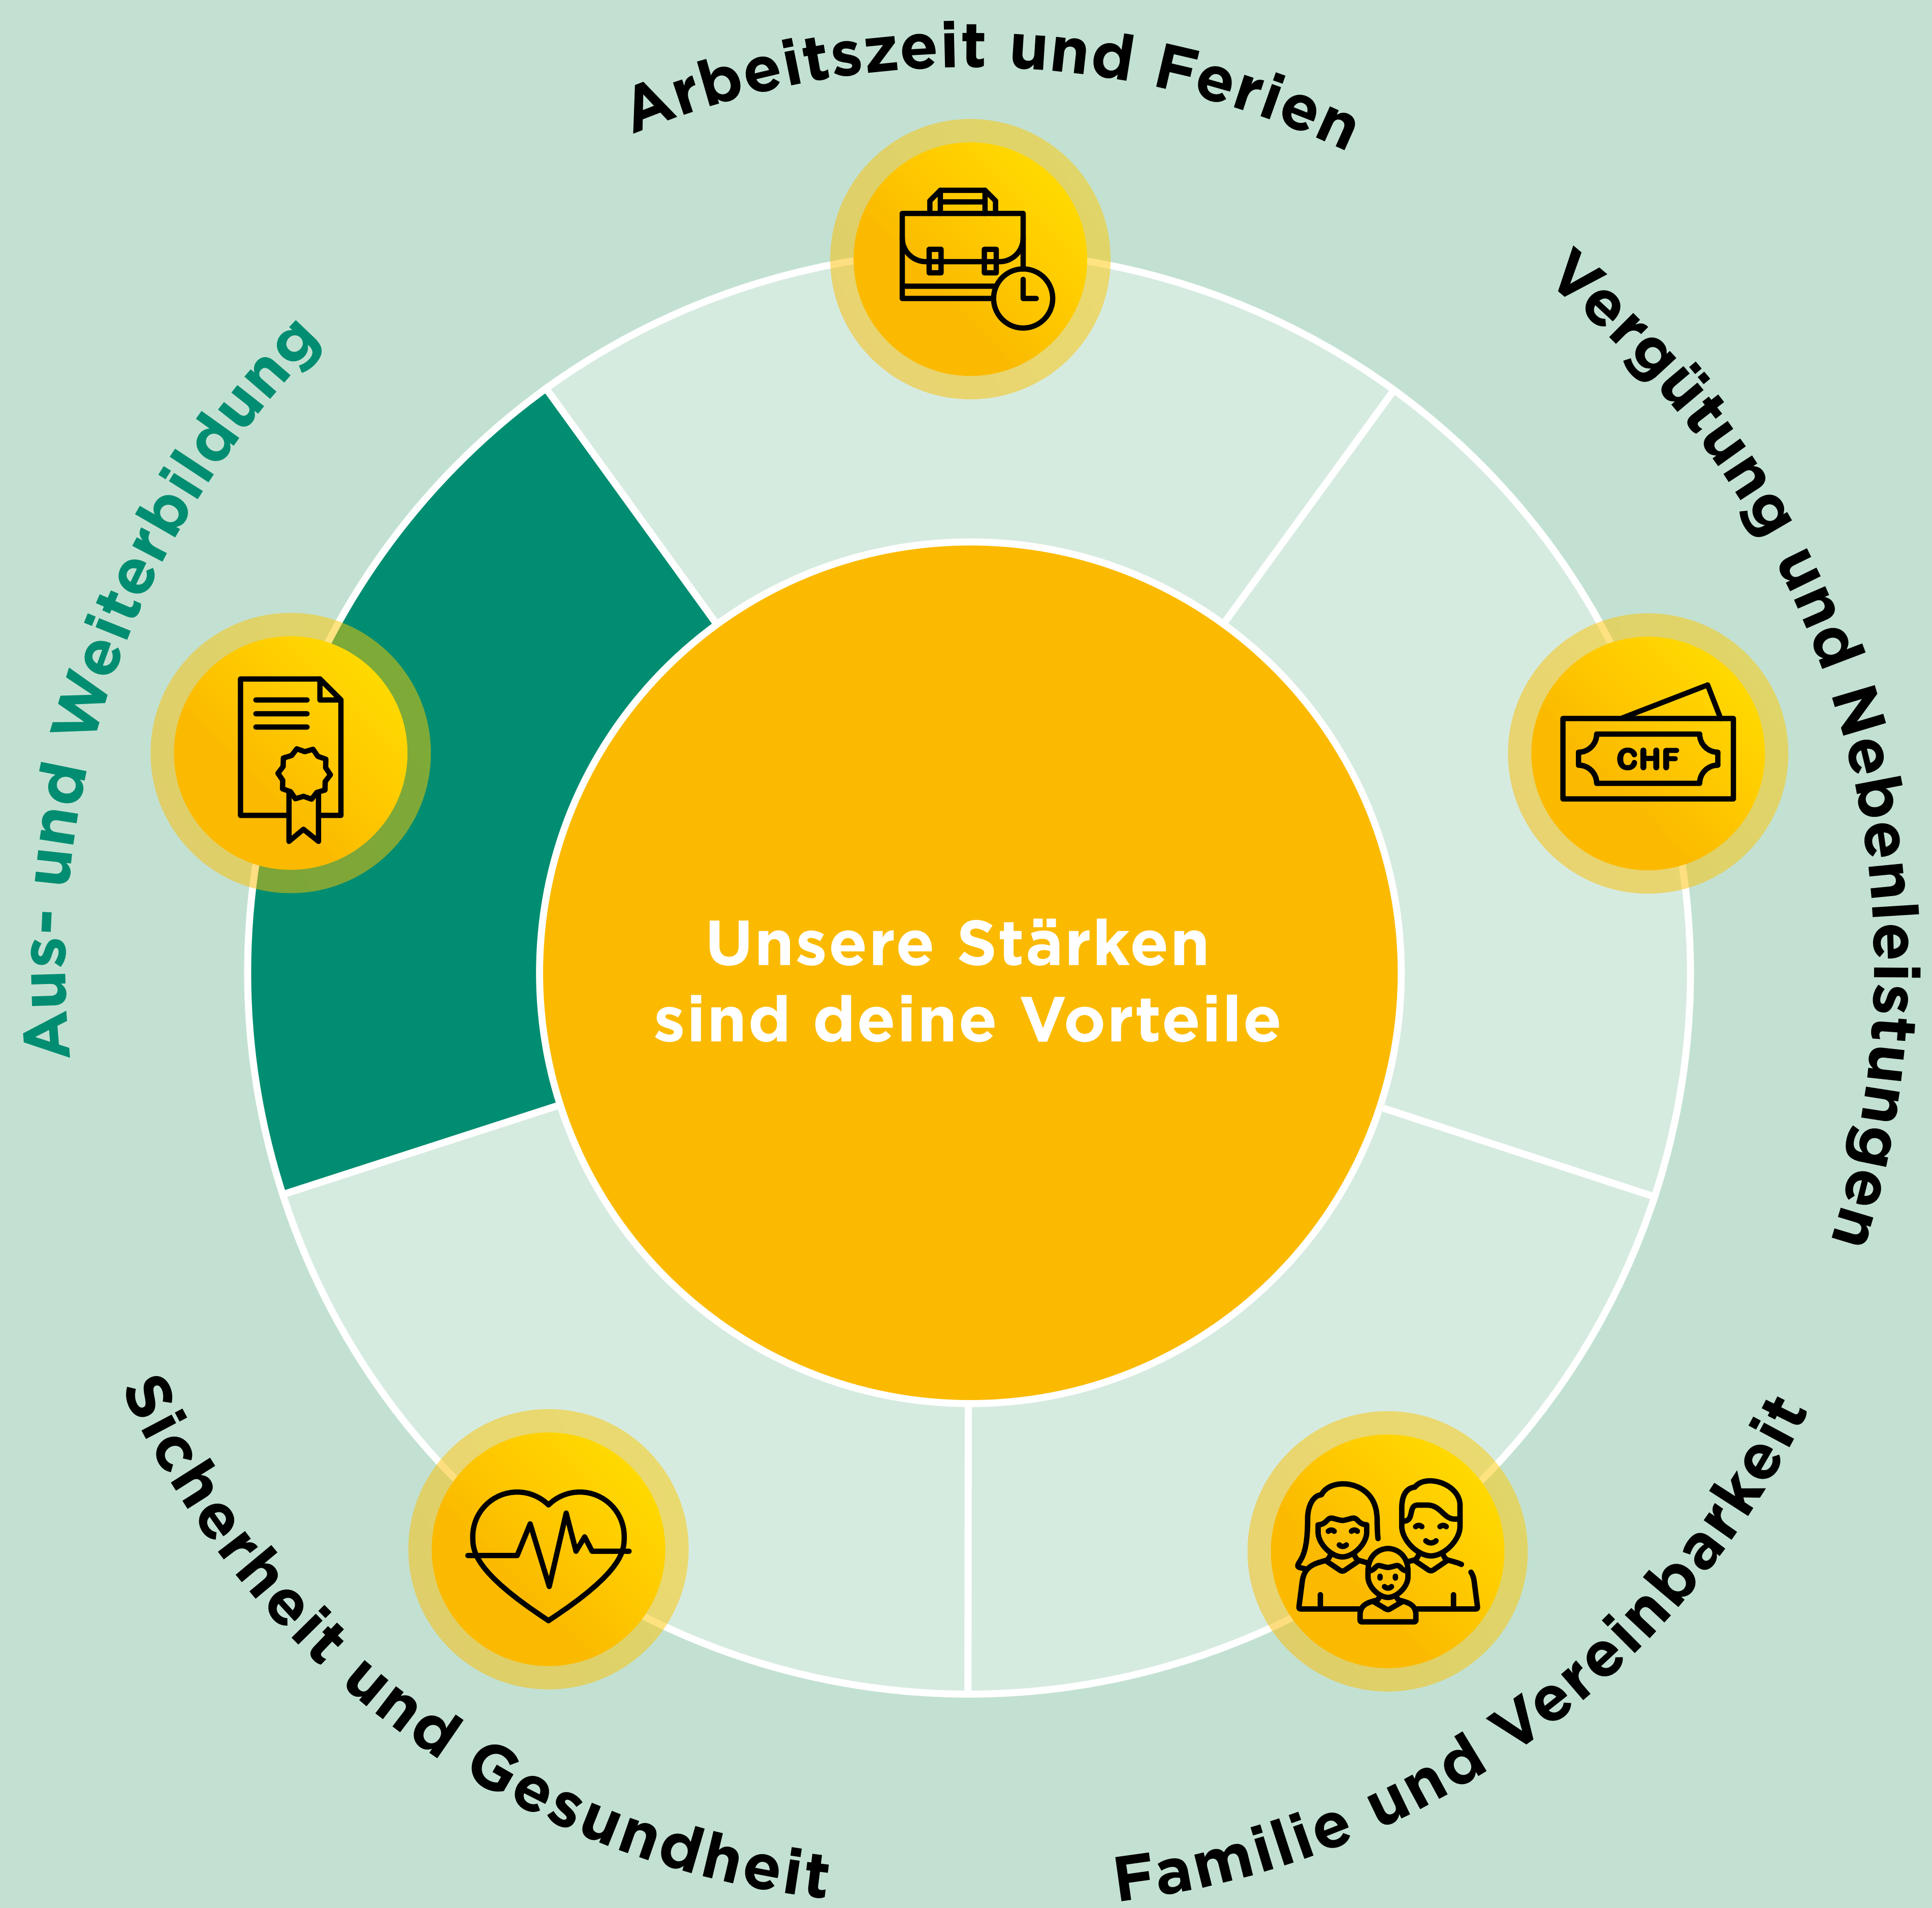 Arbeitszeit und Ferien
Vergütung und Nebenleistungen
CHF
Familie und Vereinbarkeit
Sicherheit und Gesundheit
Aus- und Weiterbildung
Unsere Stärken
sind deine Vorteile